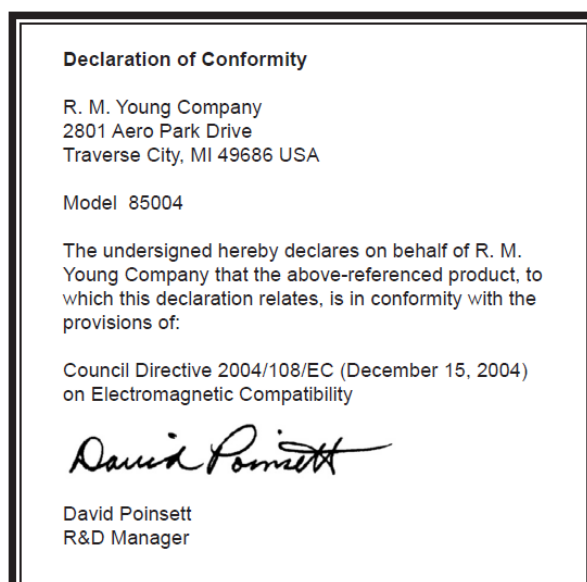 Declaration of Conformity
R. M. Young Company
2801 Aero Park Drive
Traverse City, MI 49686 USA
Model 85004
The undersigned hereby declares on behalf of R. M.
Young Company that the above-referenced product, to
which this declaration relates, is in conformity with the
provisions of:
Council Directive 2004/108/EC (December 15, 2004)
on Electromagnetic Compatibility
David Poinsett
David Poinsett
R&D Manager